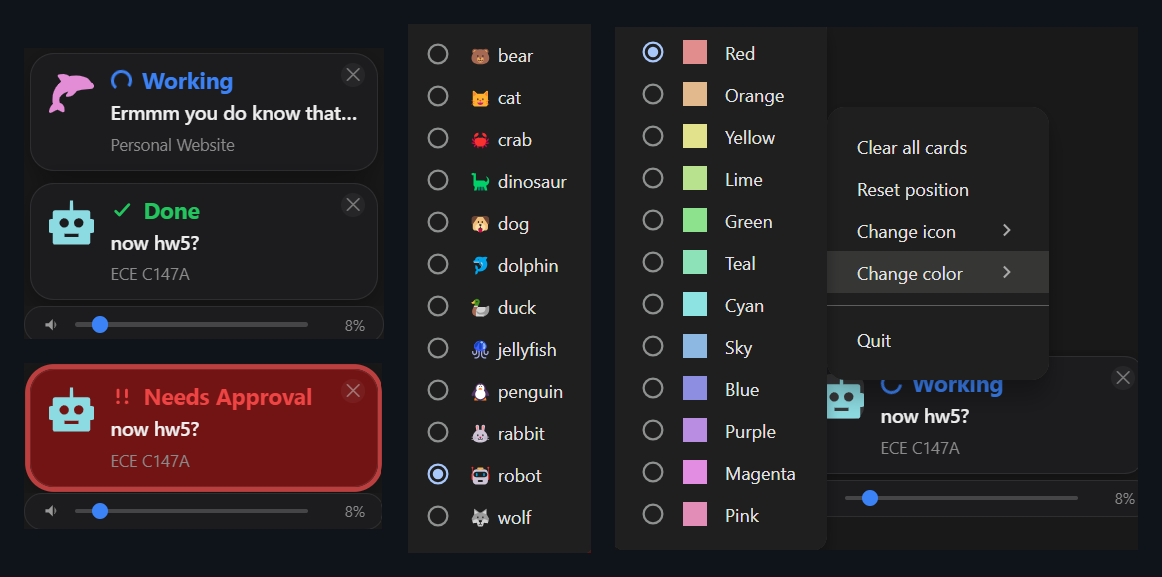 Working
Ermmm you do know that...
Personal Website
Done
now hw5?
ECE C147A
8%
!! Needs Approval
now hw5?
ECE C147A
8%
bear
cat
crab
dinosaur
dog
dolphin
duck
jellyfish
penguin
rabbit
robot
wolf
Red
Orange
Yellow
Lime
Green
Teal
Cyan
Sky
Blue
Purple
Magenta
Pink
Clear all cards
Reset position
Change icon
Change color
Quit
Working
now hw5?
ECE C147A
8%